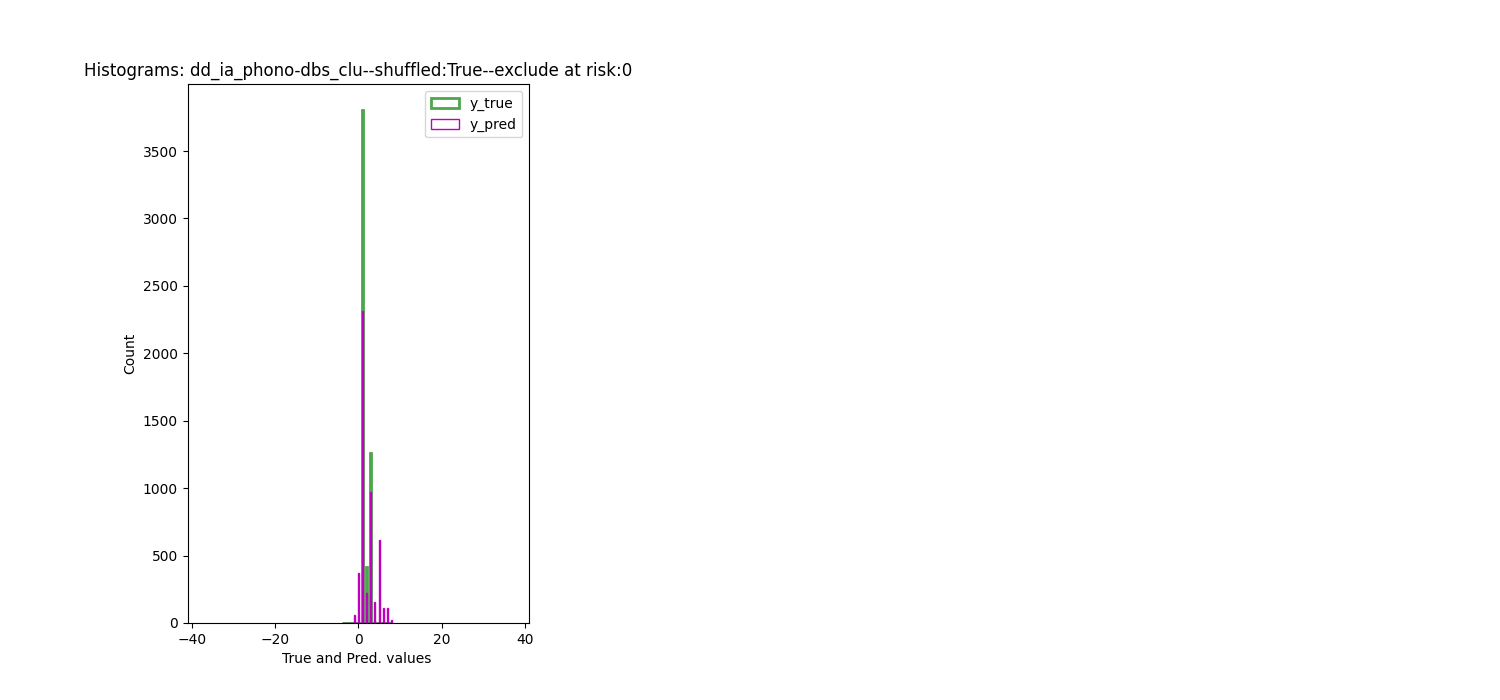 Histograms: dd_ia_phono-dbs_clu--shuffled:True--exclude at risk:0
y_true
y_pred
3500
3000
2500
2000
1500
1000
500
0
Count
−40
−20
0
20
40
True and Pred. values